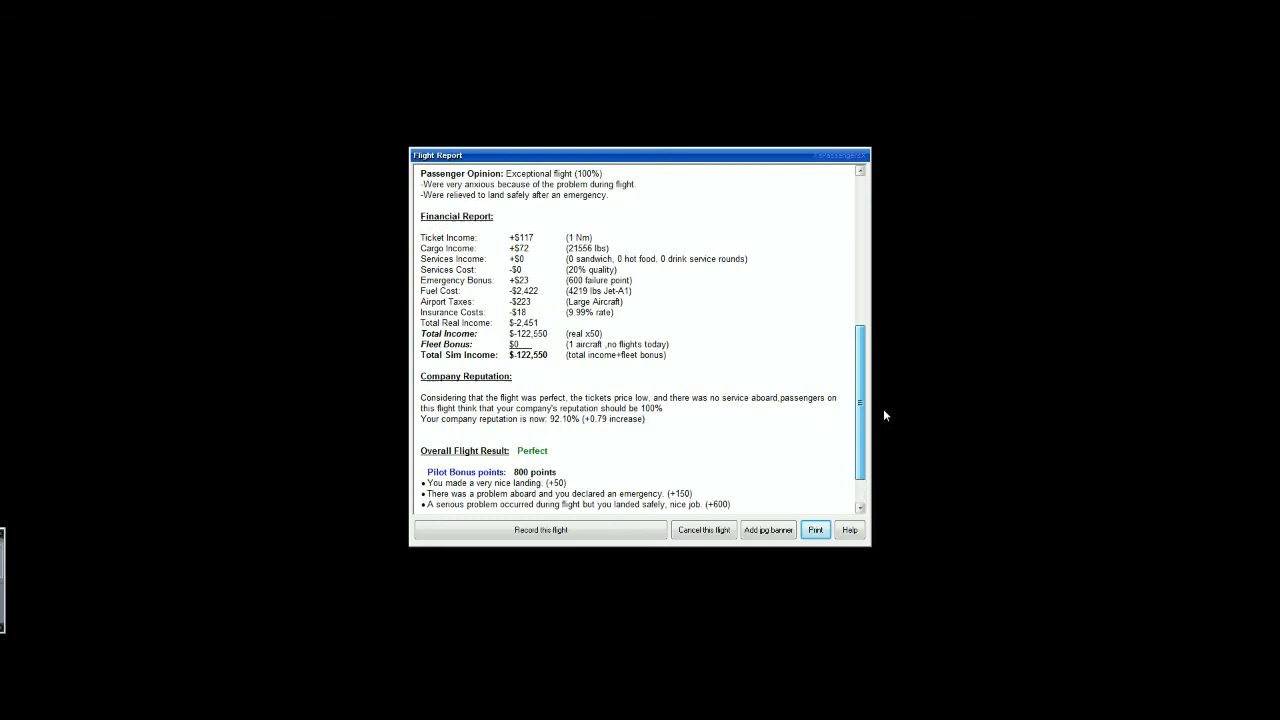 Flight Report FsPassengersX
Passenger Opinion: Exceptional flight (100%)
-Were very anxious because of the problem during flight.
-Were relieved to land safely after an emergency.
Financial Report:
Ticket Income: +$117 (1 Nm)
Cargo Income: +$72 (21556 lbs)
Services Income: +$0 (0 sandwich, 0 hot food, 0 drink service rounds)
Services Cost: -$0 (20% quality)
Emergency Bonus: +$23 (600 failure point)
Fuel Cost: -$2,422 (4219 lbs Jet-A1)
Airport Taxes: -$223 (Large Aircraft)
Insurance Costs: -$18 (9.99% rate)
Total Real Income: $-2,451
Total Income: $-122,550 (real x50)
Fleet Bonus: $0 (1 aircraft ,no flights today)
Total Sim Income: $-122,550 (total income+fleet bonus)
Company Reputation:
Considering that the flight was perfect, the tickets price low, and there was no service aboard,passengers on
this flight think that your company's reputation should be 100%
Your company reputation is now: 92.10% (+0.79 increase)
Overall Flight Result: Perfect
Pilot Bonus points: 800 points
• You made a very nice landing. (+50)
• There was a problem aboard and you declared an emergency. (+150)
• A serious problem occurred during flight but you landed safely, nice job. (+600)
Record this flight Cancel this flight Add jpg banner Print Help